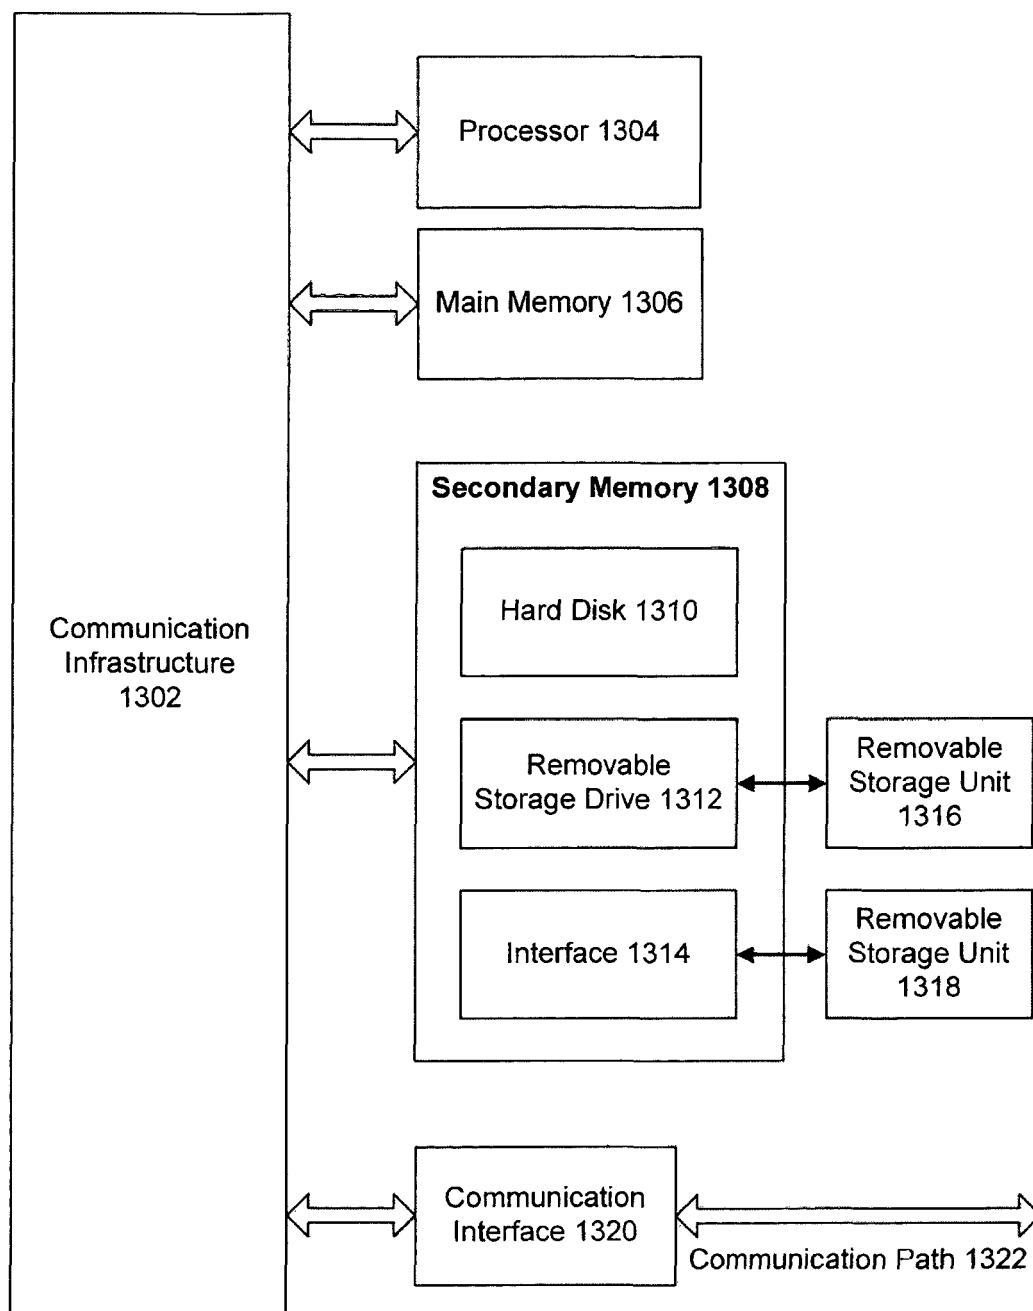 Processor 1304
Main Memory 1306
Secondary Memory 1308
Hard Disk 1310
Communication
Infrastructure
1302
Removable
Storage Drive 1312
Removable
Storage Unit
1316
Interface 1314
Removable
Storage Unit
1318
Communication
Interface 1320
Communication Path 1322